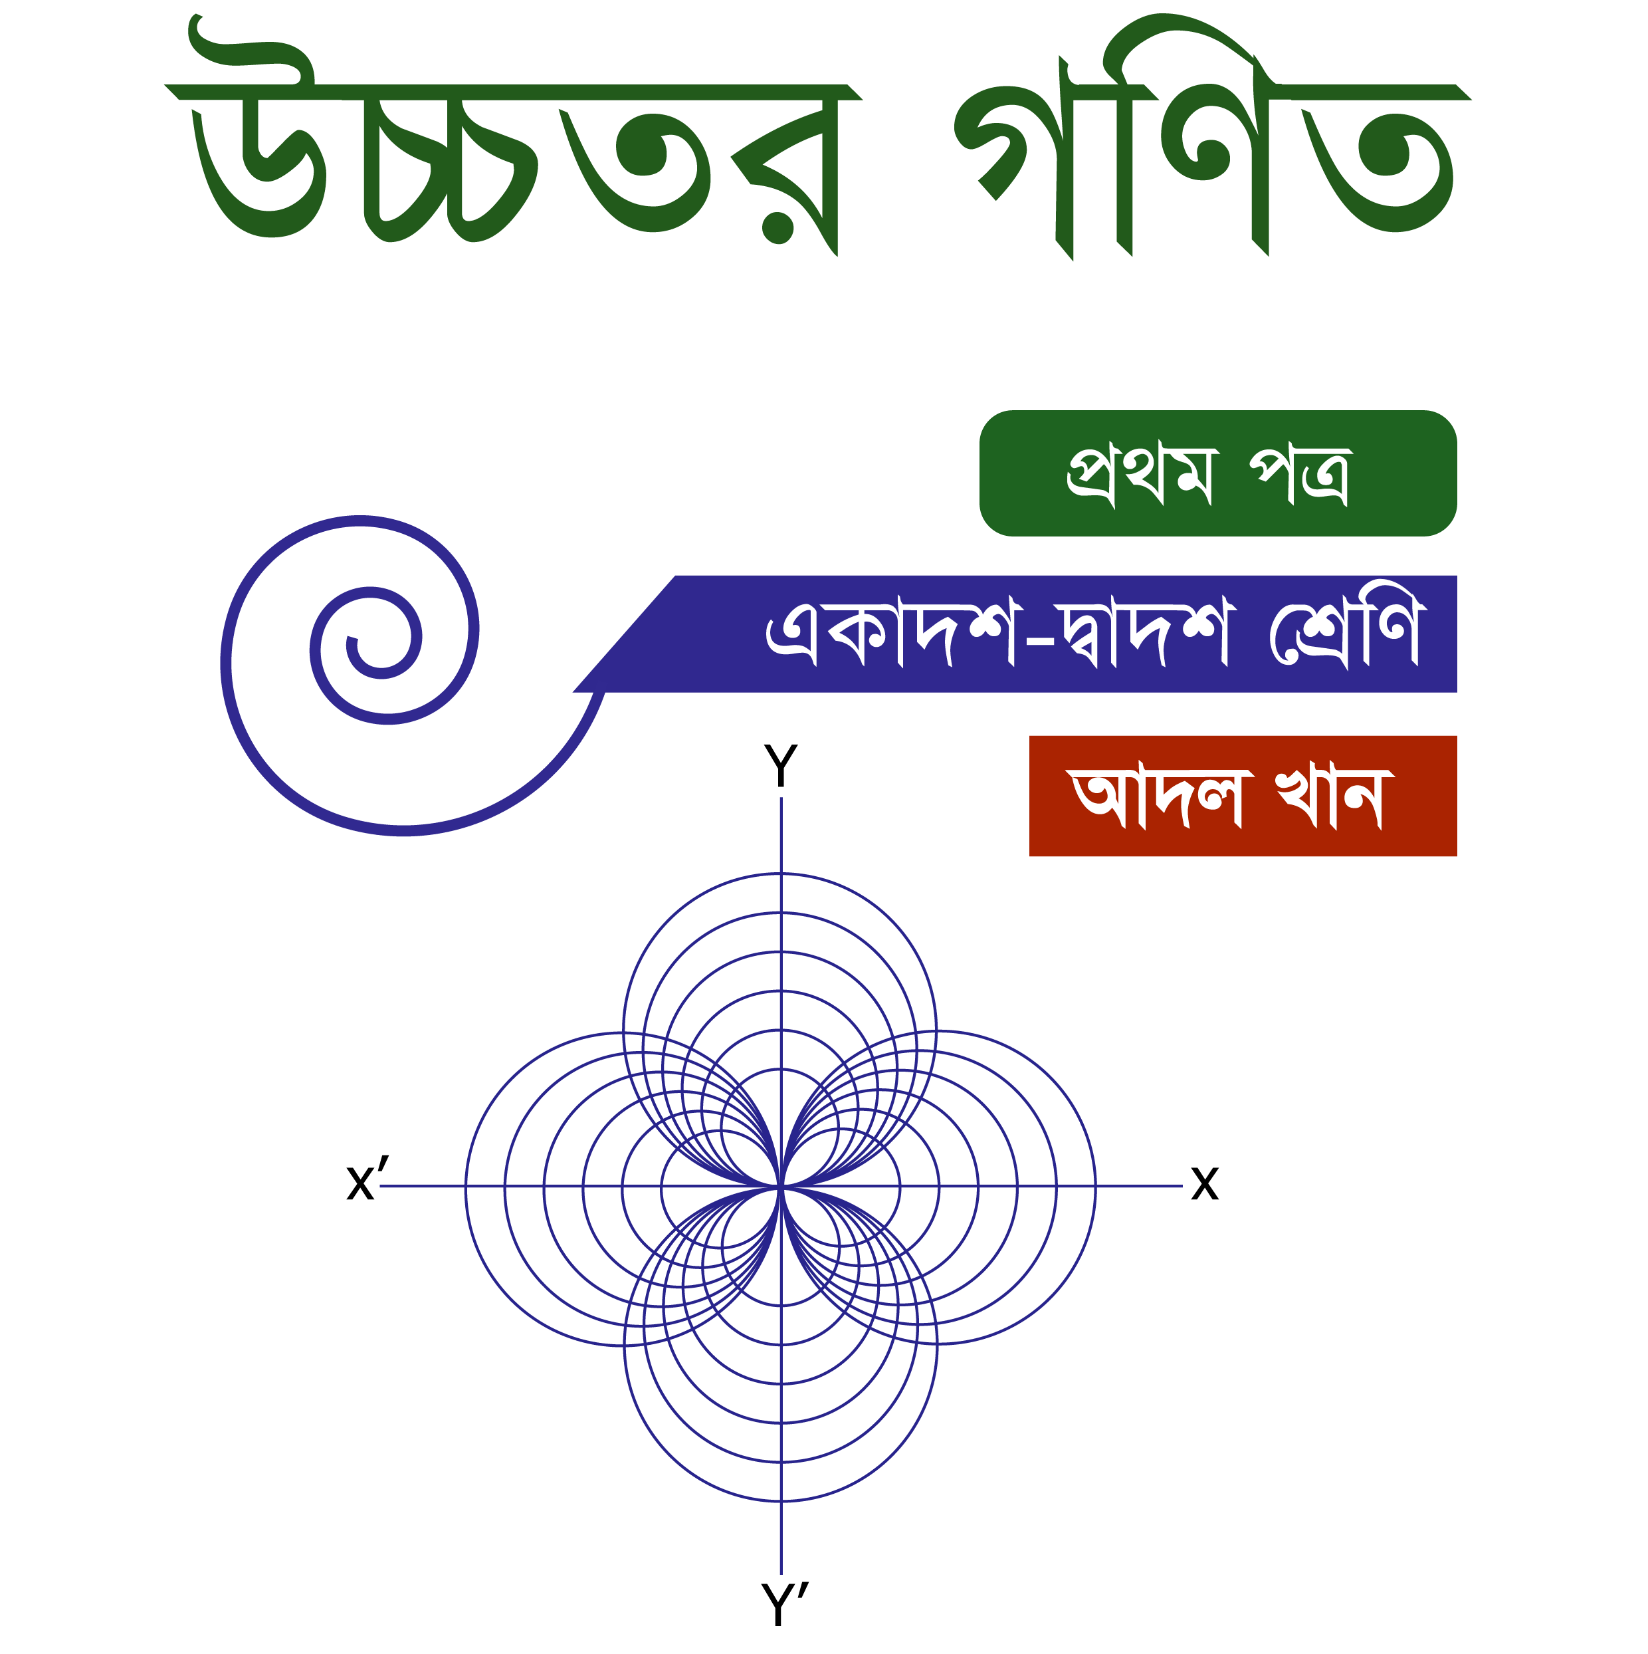 উচ্চতর গণিত
প্রথম পত্র
একাদশ-দ্বাদশ শ্রেণি
আদল খান
Y
X′
X
Y′